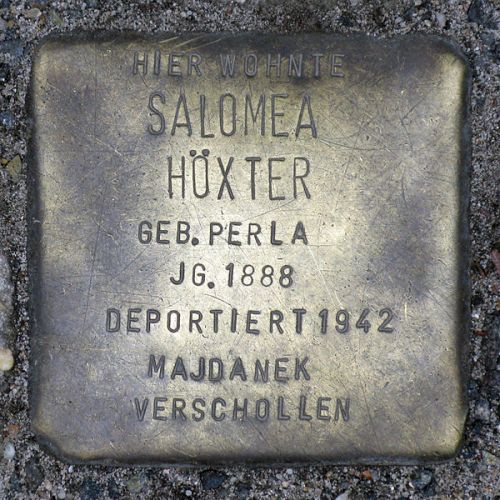 HIER WOHNTE
SALOMEA
HÖXTER
GEB. PERLA
JG. 1888
DEPORTIERT 1942
MAJDANEK
VERSCHOLLEN